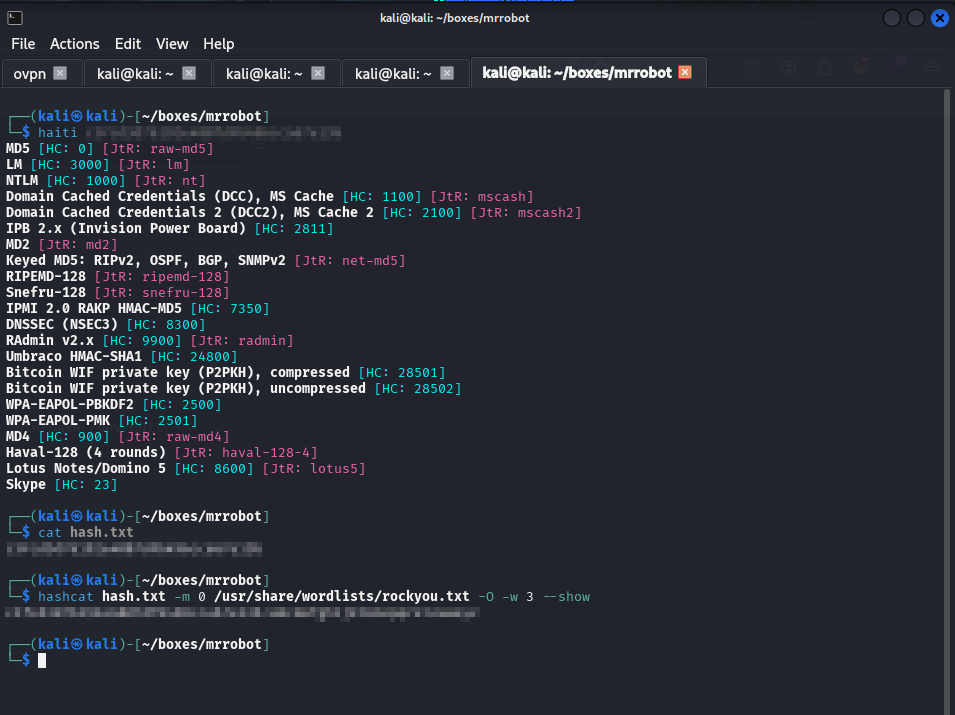 kali@kali: ~/boxes/mrrobot
File Actions Edit View Help
ovpn kali@kali: ~ kali@kali: ~ kali@kali: ~ kali@kali: ~/boxes/mrrobot
┌──(kali㉿kali)-[~/boxes/mrrobot]
└─$ haiti
MD5 [HC: 0] [JtR: raw-md5]
LM [HC: 3000] [JtR: lm]
NTLM [HC: 1000] [JtR: nt]
Domain Cached Credentials (DCC), MS Cache [HC: 1100] [JtR: mscash]
Domain Cached Credentials 2 (DCC2), MS Cache 2 [HC: 2100] [JtR: mscash2]
IPB 2.x (Invision Power Board) [HC: 2811]
MD2 [JtR: md2]
Keyed MD5: RIPv2, OSPF, BGP, SNMPv2 [JtR: net-md5]
RIPEMD-128 [JtR: ripemd-128]
Snefru-128 [JtR: snefru-128]
IPMI 2.0 RAKP HMAC-MD5 [HC: 7350]
DNSSEC (NSEC3) [HC: 8300]
RAdmin v2.x [HC: 9900] [JtR: radmin]
Umbraco HMAC-SHA1 [HC: 24800]
Bitcoin WIF private key (P2PKH), compressed [HC: 28501]
Bitcoin WIF private key (P2PKH), uncompressed [HC: 28502]
WPA-EAPOL-PBKDF2 [HC: 2500]
WPA-EAPOL-PMK [HC: 2501]
MD4 [HC: 900] [JtR: raw-md4]
Haval-128 (4 rounds) [JtR: haval-128-4]
Lotus Notes/Domino 5 [HC: 8600] [JtR: lotus5]
Skype [HC: 23]
┌──(kali㉿kali)-[~/boxes/mrrobot]
└─$ cat hash.txt
┌──(kali㉿kali)-[~/boxes/mrrobot]
└─$ hashcat hash.txt -m 0 /usr/share/wordlists/rockyou.txt -O -w 3 --show
┌──(kali㉿kali)-[~/boxes/mrrobot]
└─$